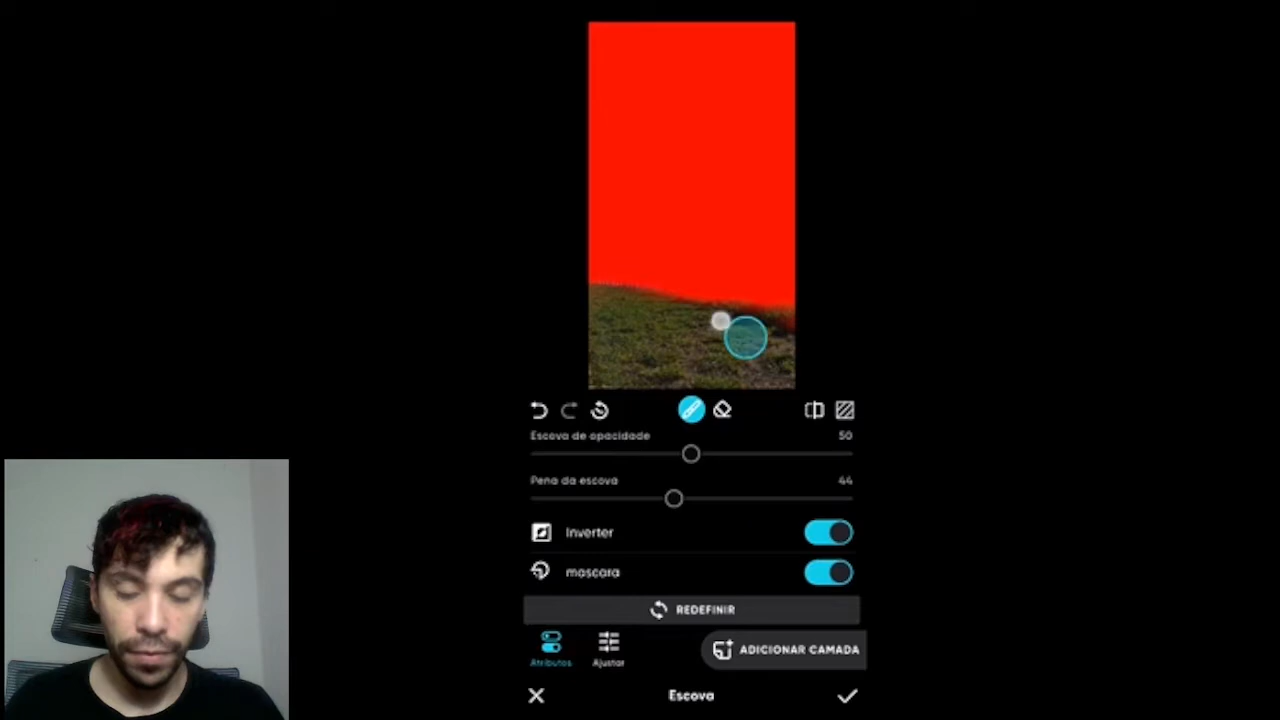 Escova de opacidade 50
Pena da escova 44
Inverter
mascara
REDEFINIR
Atributos Ajustar ADICIONAR CAMADA
Escova